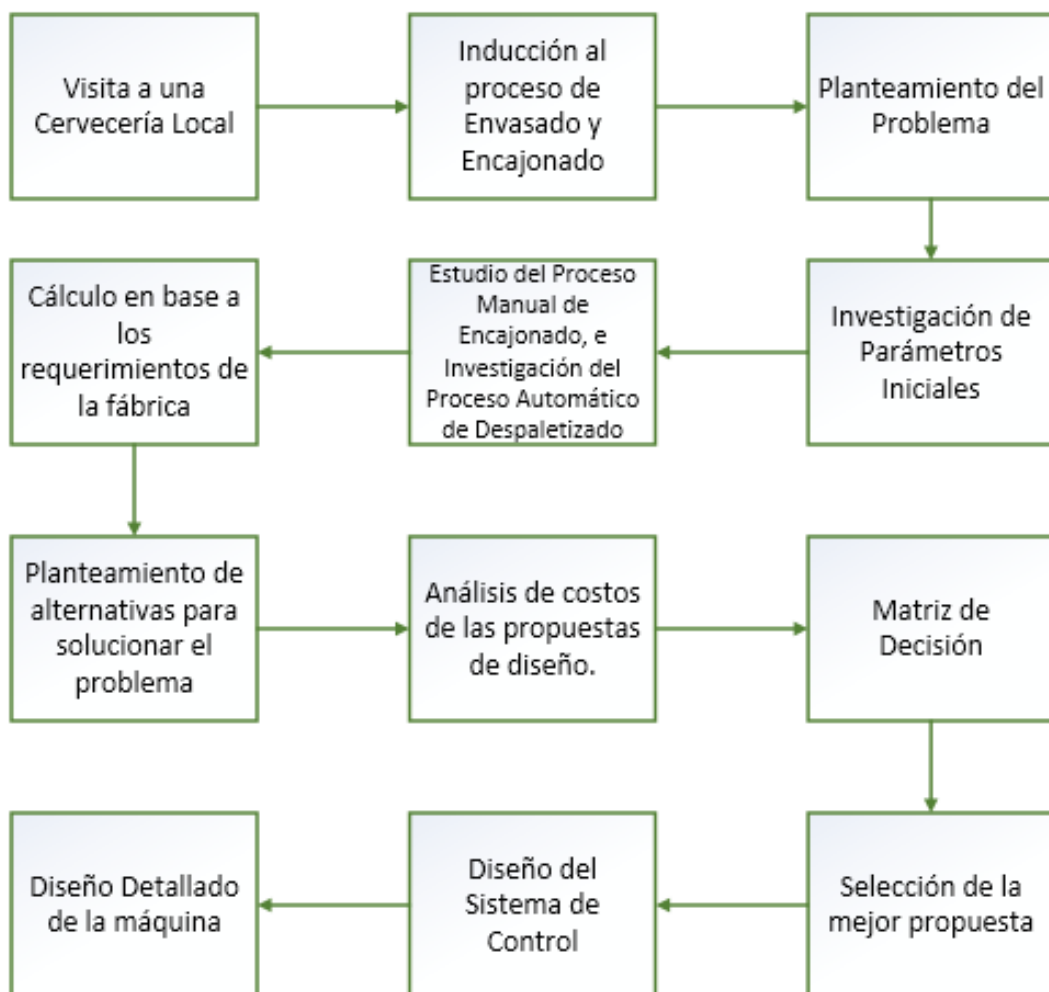 Visita a una
Cervecería Local
Inducción al
proceso de
Envasado y
Encajonado
Planteamiento del
Problema
Investigación de
Parámetros
Iniciales
Estudio del Proceso
Manual de
Encajonado, e
Investigación del
Proceso Automático
de Despaletizado
Cálculo en base a
los
requerimientos de
la fábrica
Planteamiento de
alternativas para
solucionar el
problema
Análisis de costos
de las propuestas
de diseño.
Matriz de
Decisión
Selección de la
mejor propuesta
Diseño del
Sistema de
Control
Diseño Detallado
de la máquina